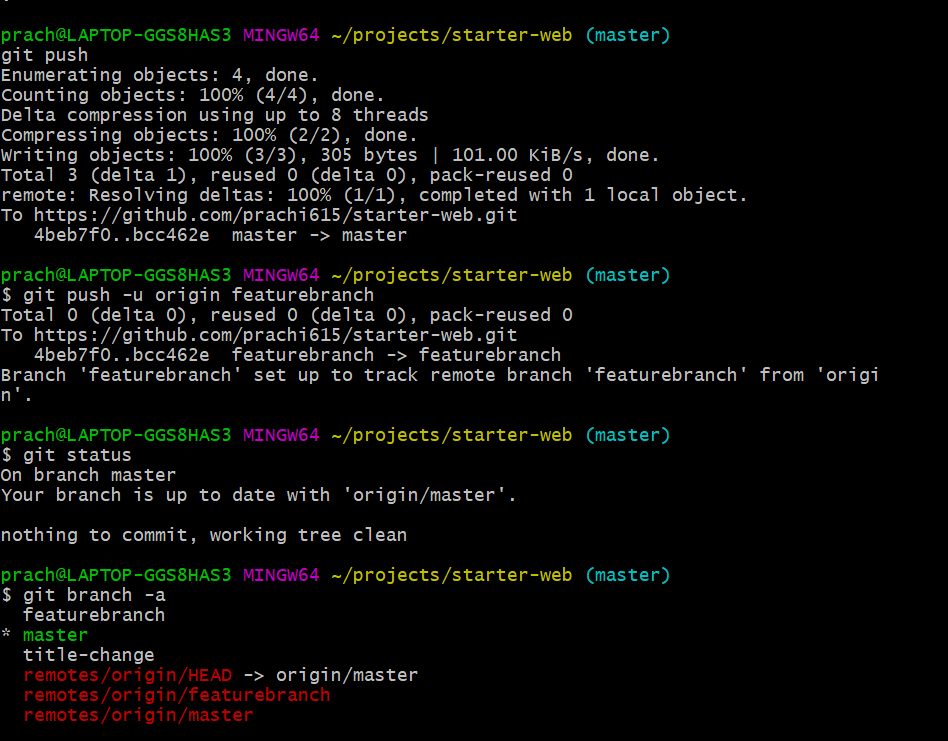 prach@LAPTOP-GGS8HAS3 MINGW64 ~/projects/starter-web (master)
git push
Enumerating objects: 4, done.
Counting objects: 100% (4/4), done.
Delta compression using up to 8 threads
Compressing objects: 100% (2/2), done.
Writing objects: 100% (3/3), 305 bytes | 101.00 KiB/s, done.
Total 3 (delta 1), reused 0 (delta 0), pack-reused 0
remote: Resolving deltas: 100% (1/1), completed with 1 local object.
To https://github.com/prachi615/starter-web.git
   4beb7f0..bcc462e  master -> master
prach@LAPTOP-GGS8HAS3 MINGW64 ~/projects/starter-web (master)
$ git push -u origin featurebranch
Total 0 (delta 0), reused 0 (delta 0), pack-reused 0
To https://github.com/prachi615/starter-web.git
   4beb7f0..bcc462e  featurebranch -> featurebranch
Branch 'featurebranch' set up to track remote branch 'featurebranch' from 'origi
n'.
prach@LAPTOP-GGS8HAS3 MINGW64 ~/projects/starter-web (master)
$ git status
On branch master
Your branch is up to date with 'origin/master'.
nothing to commit, working tree clean
prach@LAPTOP-GGS8HAS3 MINGW64 ~/projects/starter-web (master)
$ git branch -a
  featurebranch
* master
  title-change
  remotes/origin/HEAD -> origin/master
  remotes/origin/featurebranch
  remotes/origin/master